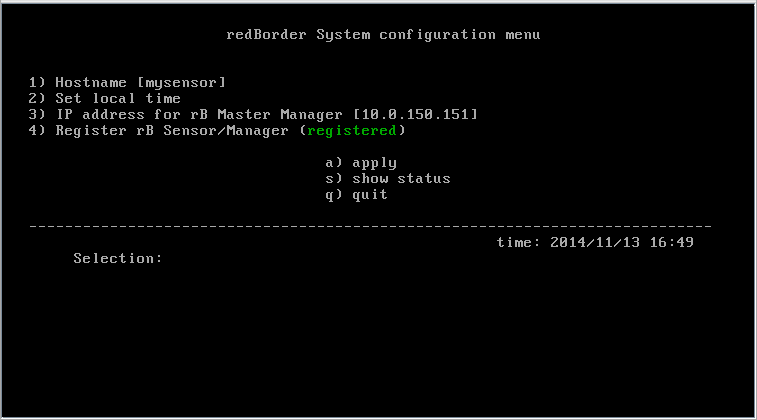 redBorder System configuration menu
1) Hostname [mysensor]
2) Set local time
3) IP address for rB Master Manager [10.0.150.151]
4) Register rB Sensor/Manager (registered)
a) apply
s) show status
q) quit
----------------------------------------------------------------------------
time: 2014/11/13 16:49
Selection: